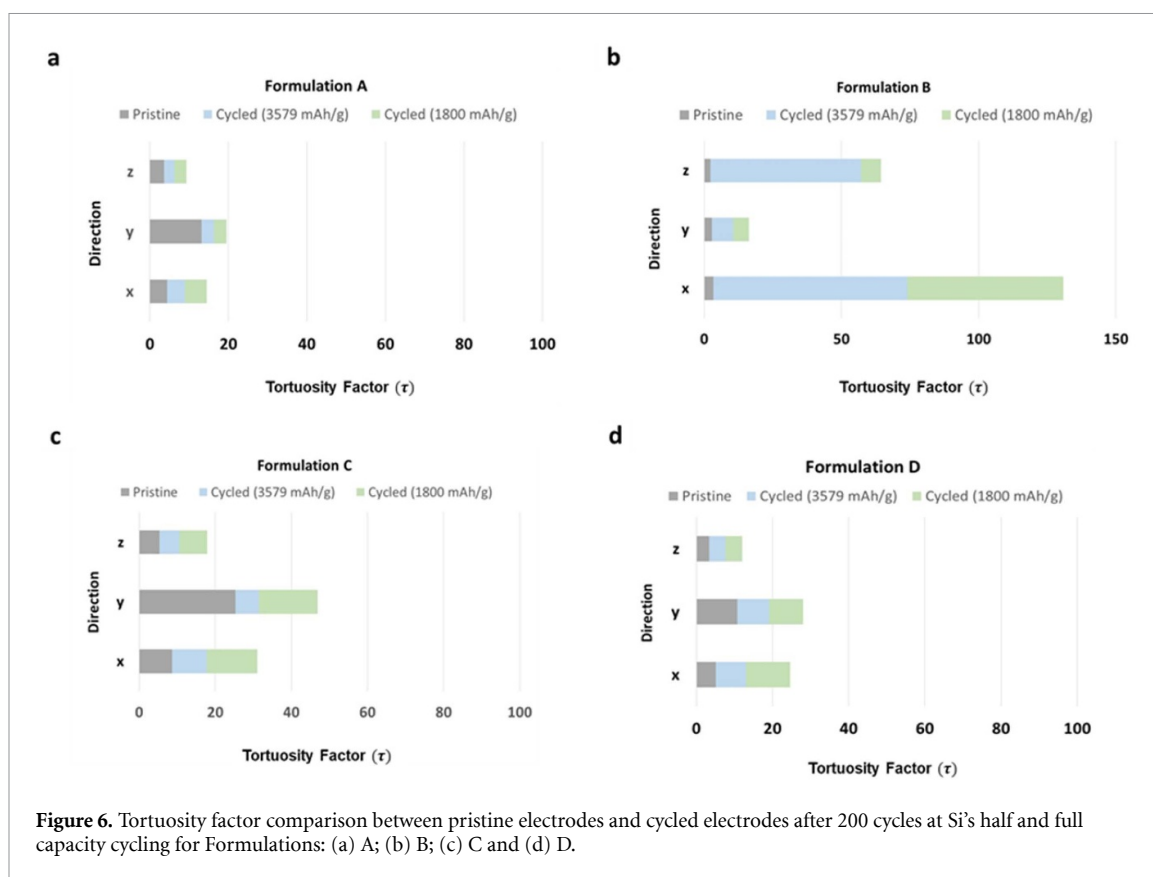 a
Formulation A
Pristine Cycled (3579 mAh/g) Cycled (1800 mAh/g)
z
y
x
Direction
0 20 40 60 80 100
Tortuosity Factor (τ)
b
Formulation B
Pristine Cycled (3579 mAh/g) Cycled (1800 mAh/g)
z
y
x
Direction
0 50 100 150
Tortuosity Factor (τ)
c
Formulation C
Pristine Cycled (3579 mAh/g) Cycled (1800 mAh/g)
z
y
x
Direction
0 20 40 60 80 100
Tortuosity Factor (τ)
d
Formulation D
Pristine Cycled (3579 mAh/g) Cycled (1800 mAh/g)
z
y
x
Direction
0 20 40 60 80 100
Tortuosity Factor (τ)
Figure 6. Tortuosity factor comparison between pristine electrodes and cycled electrodes after 200 cycles at Si's half and full
capacity cycling for Formulations: (a) A; (b) B; (c) C and (d) D.